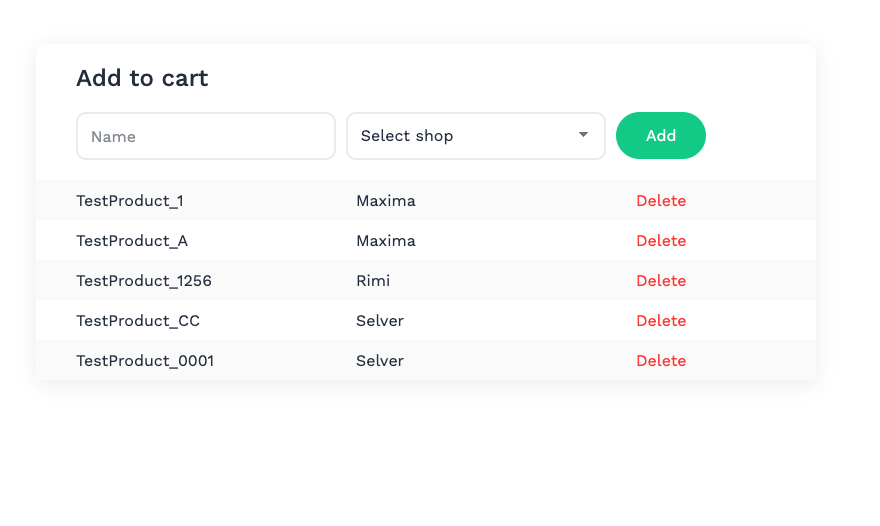 Add to cart
Name Select shop Add
TestProduct_1 Maxima Delete
TestProduct_A Maxima Delete
TestProduct_1256 Rimi Delete
TestProduct_CC Selver Delete
TestProduct_0001 Selver Delete